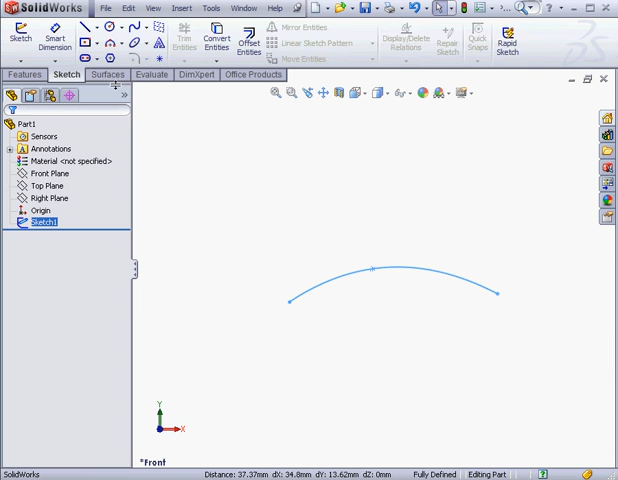 SolidWorks File Edit View Insert Tools Window Help
Sketch Smart Dimension Trim Entities Convert Entities Offset Entities Mirror Entities Linear Sketch Pattern Move Entities Display/Delete Relations Repair Sketch Quick Snaps Rapid Sketch
Features Sketch Surfaces Evaluate DimXpert Office Products
Part1
Sensors
Annotations
Material <not specified>
Front Plane
Top Plane
Right Plane
Origin
Sketch1
Y
X
*Front
SolidWorks Distance: 37.37mm dX: 34.8mm dY: 13.62mm dZ: 0mm Fully Defined Editing Part